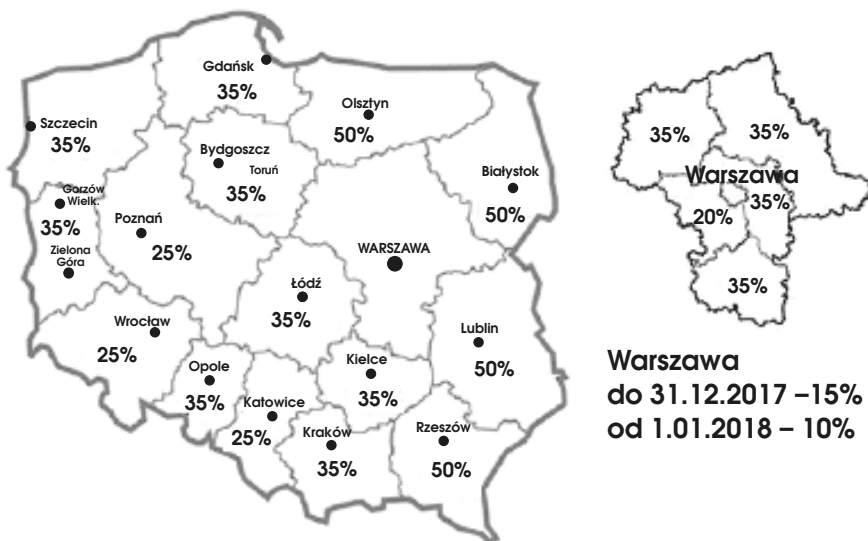 Gdańsk
35%
Olsztyn
50%
Szczecin
35%
Bydgoszcz
Toruń
35%
Białystok
50%
Gorzów
Wielk.
35%
Zielona
Góra
Poznań
25%
WARSZAWA
Łódź
35%
Wrocław
25%
Opole
35%
Katowice
25%
Kielce
35%
Lublin
50%
Kraków
35%
Rzeszów
50%
35%
35%
Warszawa
35%
20%
35%
Warszawa
do 31.12.2017 –15%
od 1.01.2018 – 10%